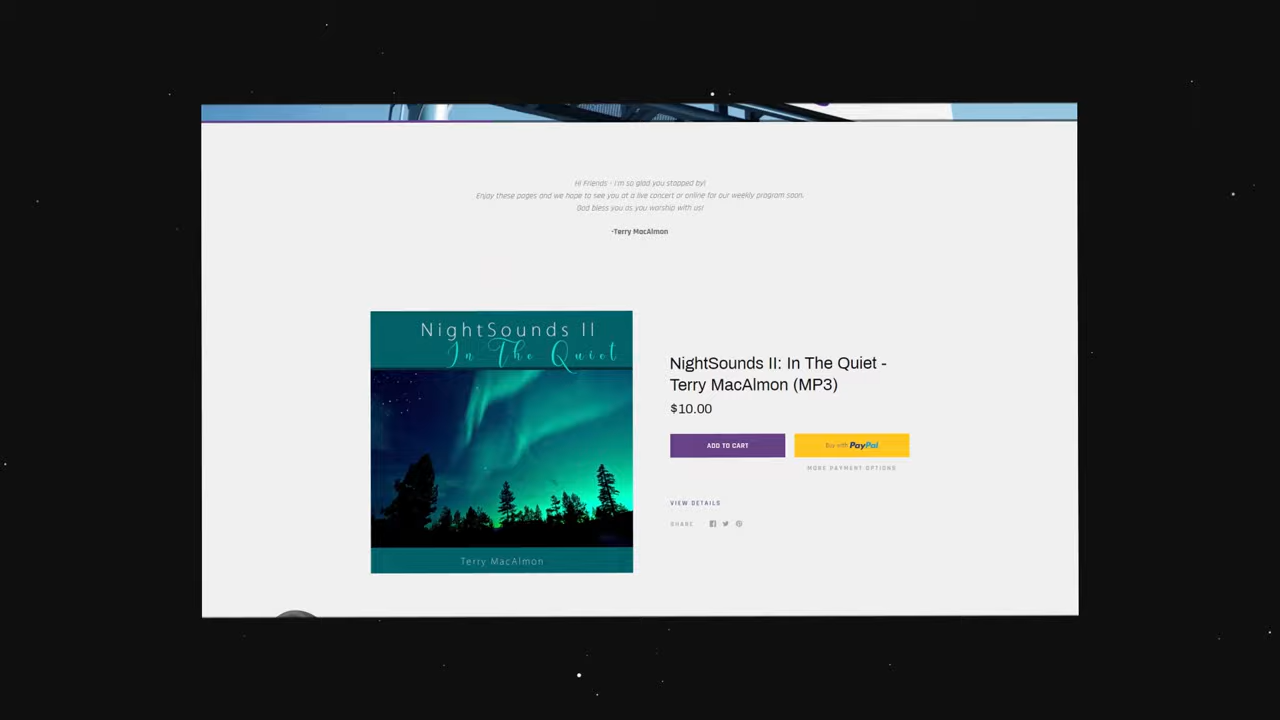 Hi Friends - I'm so glad you stopped by!
Enjoy these pages and we hope to see you at a live concert or online for our weekly program soon.
God bless you as you worship with us!
-Terry MacAlmon
NightSounds II
In The Quiet
Terry MacAlmon
NightSounds II: In The Quiet -
Terry MacAlmon (MP3)
$10.00
ADD TO CART
Buy with PayPal
MORE PAYMENT OPTIONS
VIEW DETAILS
SHARE